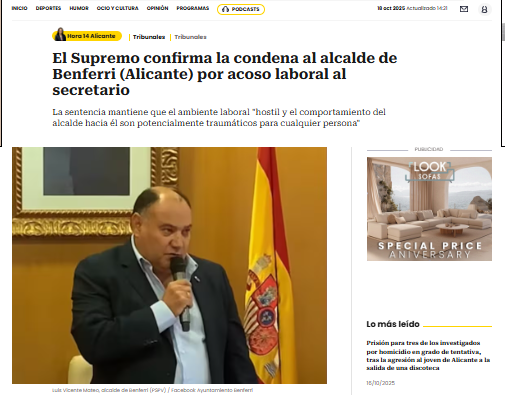 INICIO DEPORTES HUMOR OCIO Y CULTURA OPINIÓN PROGRAMAS PODCASTS 18 oct 2025 Actualizado 14:21
Hora 14 Alicante | Tribunales Tribunales
El Supremo confirma la condena al alcalde de
Benferri (Alicante) por acoso laboral al
secretario
La sentencia mantiene que el ambiente laboral "hostil y el comportamiento del
alcalde hacia él son potencialmente traumáticos para cualquier persona"
Luis Vicente Mateo, alcalde de Benferri (PSPV) / Facebook Ayuntamiento Benferri
PUBLICIDAD
LOOK
SOFAS
SPECIAL PRICE
ANIVERSARY
Lo más leído
Prisión para tres de los investigados
por homicidio en grado de tentativa,
tras la agresión al joven de Alicante a la
salida de una discoteca
16/10/2025